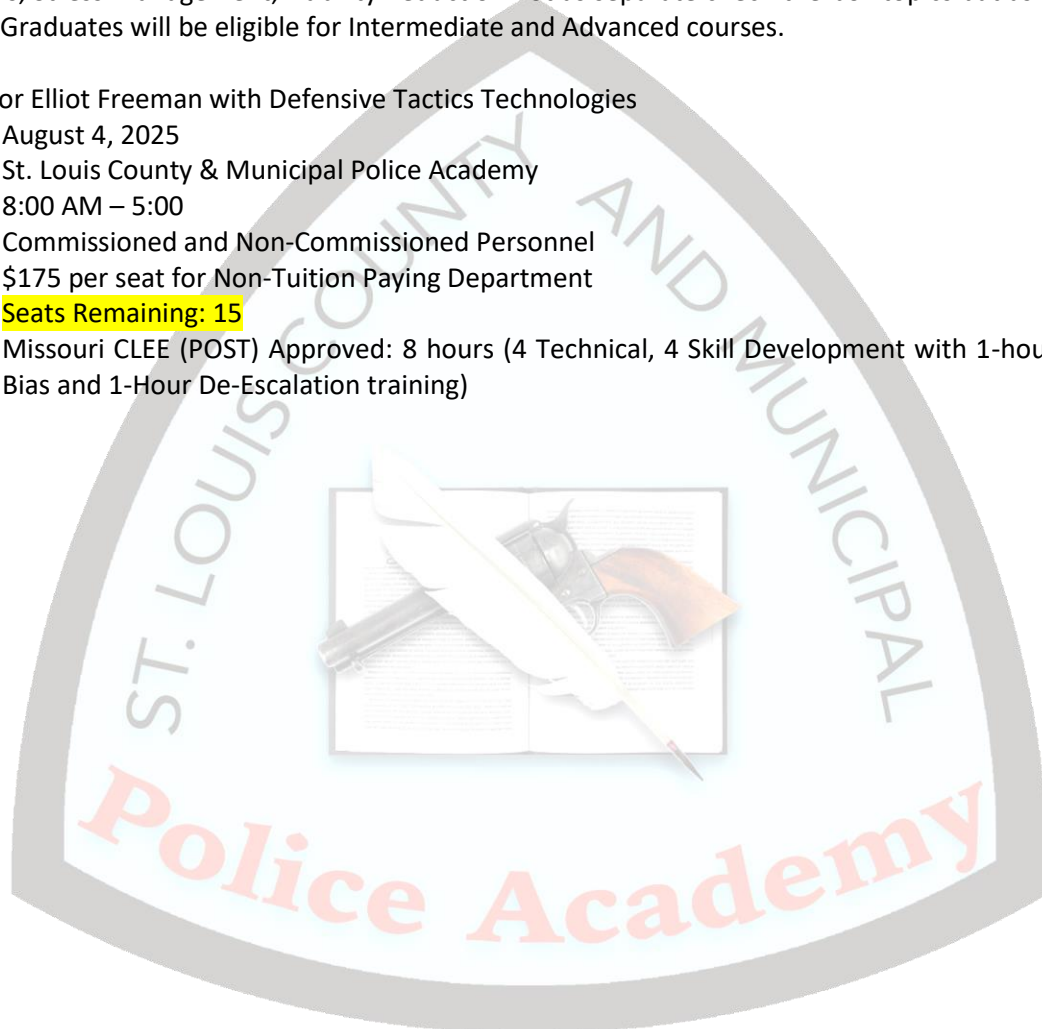 Graduates will be eligible for Intermediate and Advanced courses.
or Elliot Freeman with Defensive Tactics Technologies
August 4, 2025
St. Louis County & Municipal Police Academy
8:00 AM – 5:00
Commissioned and Non-Commissioned Personnel
$175 per seat for Non-Tuition Paying Department
Seats Remaining: 15
Missouri CLEE (POST) Approved: 8 hours (4 Technical, 4 Skill Development with 1-hou
Bias and 1-Hour De-Escalation training)
ST. LOUIS COUNTY AND MUNICIPAL
Police Academy